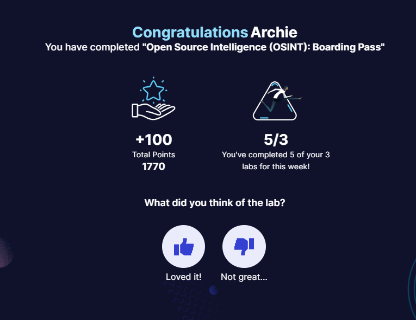 Congratulations Archie
You have completed "Open Source Intelligence (OSINT): Boarding Pass"
+100
Total Points
1770
5/3
You've completed 5 of your 3
labs for this week!
What did you think of the lab?
Loved it!
Not great...